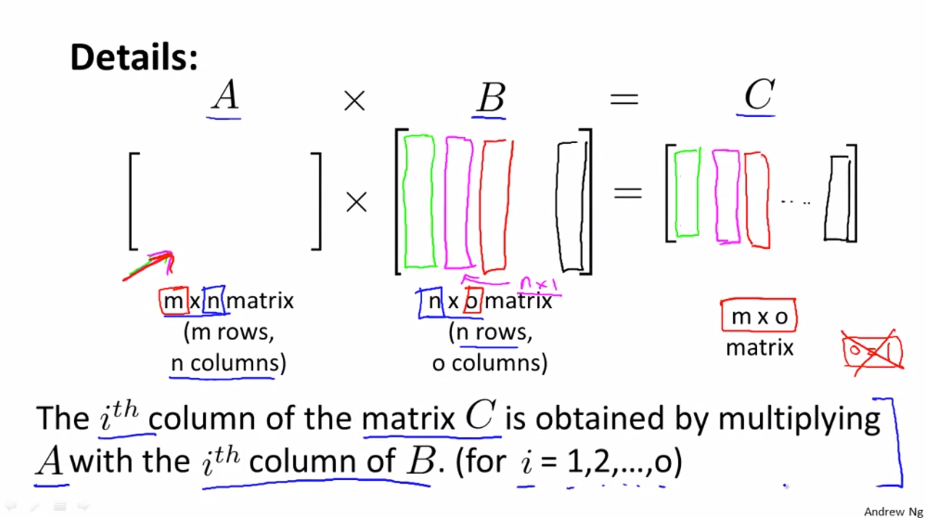 Details:
A × B = C
× =
n×1
m x n matrix
n x o matrix
m x o
(m rows,
(n rows,
matrix
o = 1
n columns)
o columns)
The iᵗʰ column of the matrix C is obtained by multiplying
A with the iᵗʰ column of B. (for i = 1,2,...,o)
Andrew Ng